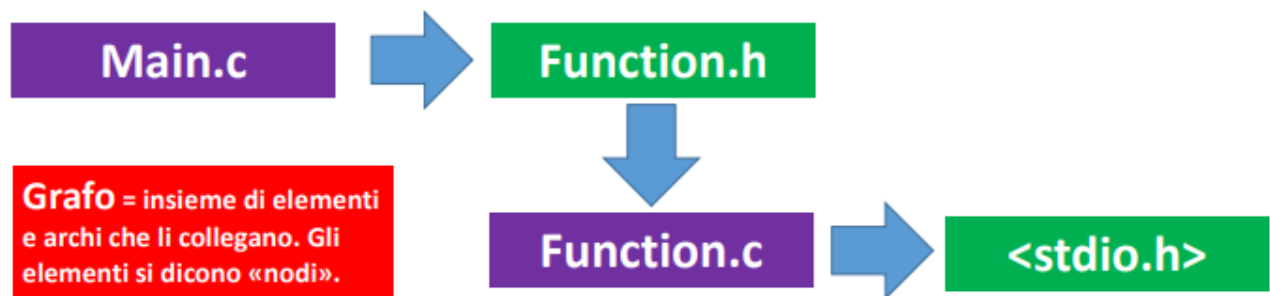 Main.c
Function.h
Grafo = insieme di elementi
e archi che li collegano. Gli
elementi si dicono «nodi».
Function.c
<stdio.h>